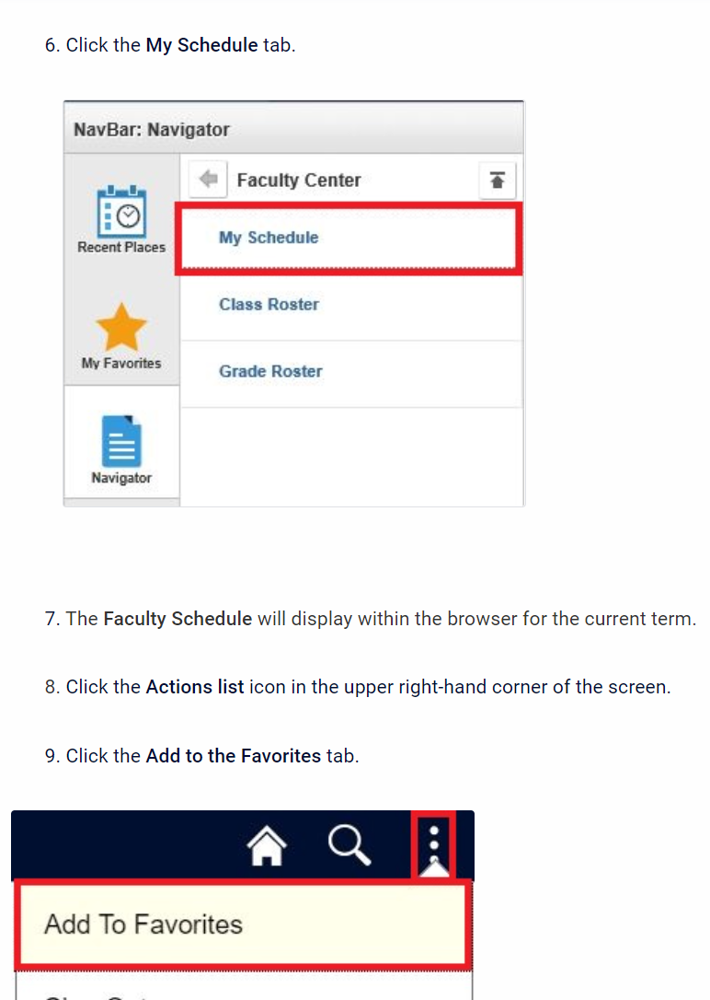 6. Click the My Schedule tab.
NavBar: Navigator
Faculty Center
Recent Places
My Schedule
Class Roster
My Favorites
Grade Roster
Navigator
7. The Faculty Schedule will display within the browser for the current term.
8. Click the Actions list icon in the upper right-hand corner of the screen.
9. Click the Add to the Favorites tab.
Add To Favorites